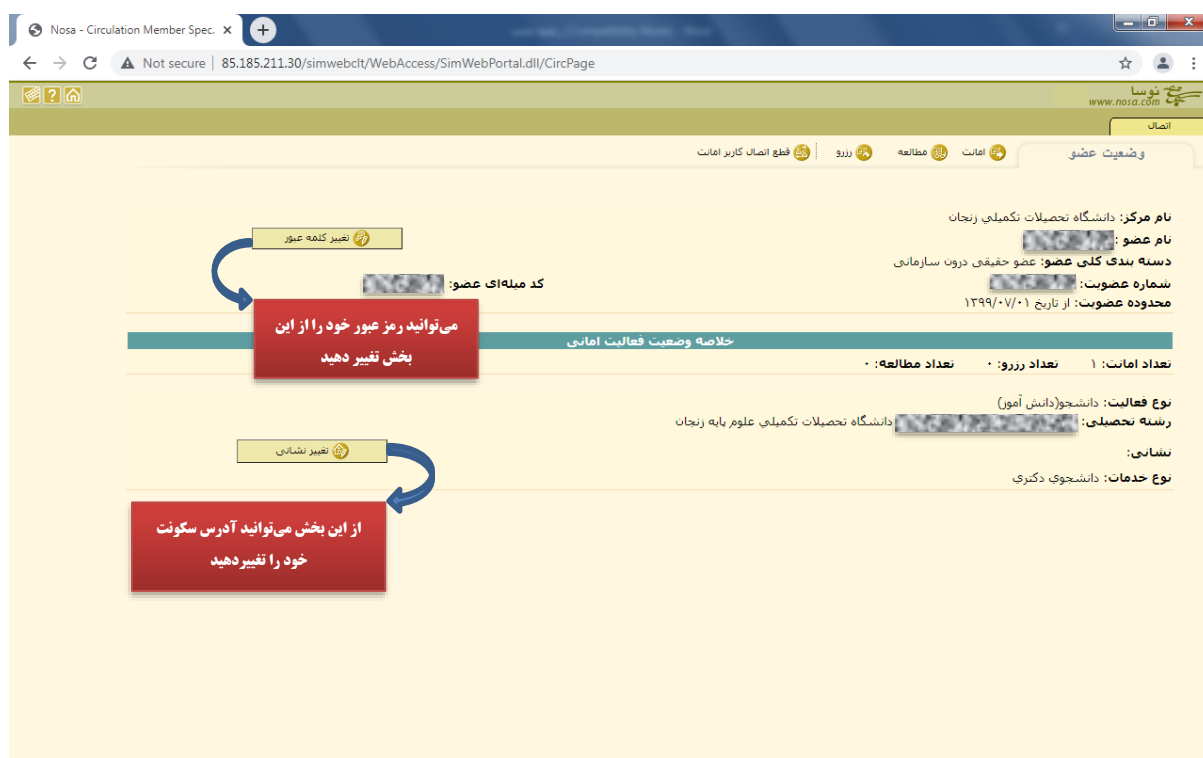 Nosa - Circulation Member Spec.
Not secure | 85.185.211.30/simwebclt/WebAccess/SimWebPortal.dll/CircPage
نوسا
www.nosa.com
اتصال
وضعیت عضو
امانت
مطالعه
رزرو
قطع اتصال کاربر امانت
نام مرکز: دانشگاه تحصیلات تکمیلي زنجان
تغییر کلمه عبور
نام عضو :
دسته بندی کلی عضو: عضو حقیقی درون سازمانی
شماره عضویت:
کد میله‌ای عضو:
محدوده عضویت: از تاریخ ۱۳۹۹/۰۷/۰۱
می‌توانید رمز عبور خود را از این
بخش تغییر دهید
خلاصه وضعیت فعالیت امانی
تعداد امانت: ۱ تعداد رزرو: ۰ تعداد مطالعه: ۰
نوع فعالیت: دانشجو(دانش آموز)
رشته تحصیلی: دانشگاه تحصیلات تکمیلي علوم پایه زنجان
تغییر نشانی
نشانی:
نوع خدمات: دانشجوي دکتري
از این بخش می‌توانید آدرس سکونت
خود را تغییردهید